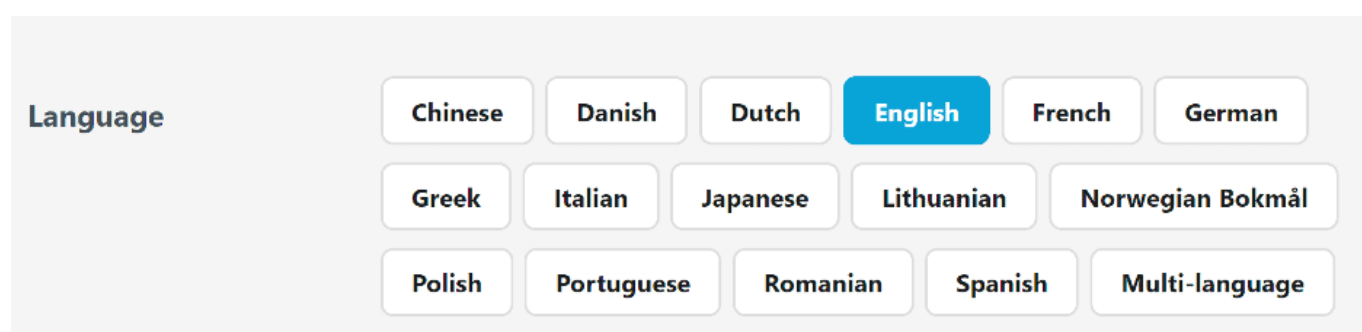 Language
Chinese Danish Dutch English French German
Greek Italian Japanese Lithuanian Norwegian Bokmål
Polish Portuguese Romanian Spanish Multi-language